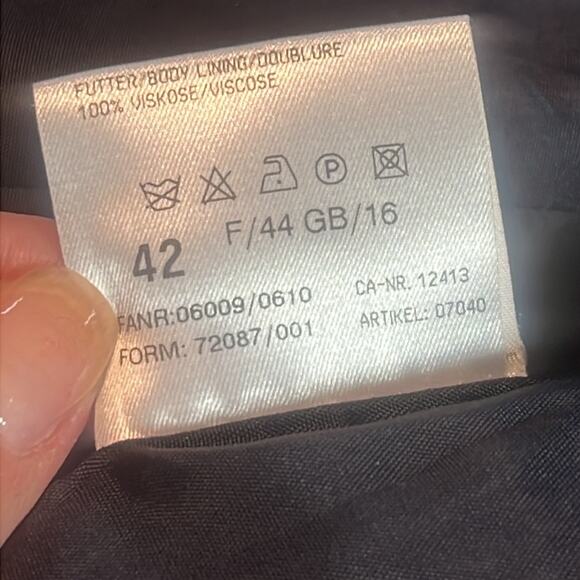 FUTTER/BODY LINING/DOUBLURE
100% VISKOSE/VISCOSE
P
42 F/44 GB/16
FANR:06009/0610 CA-NR. 12413
FORM: 72087/001 ARTIKEL: 07040